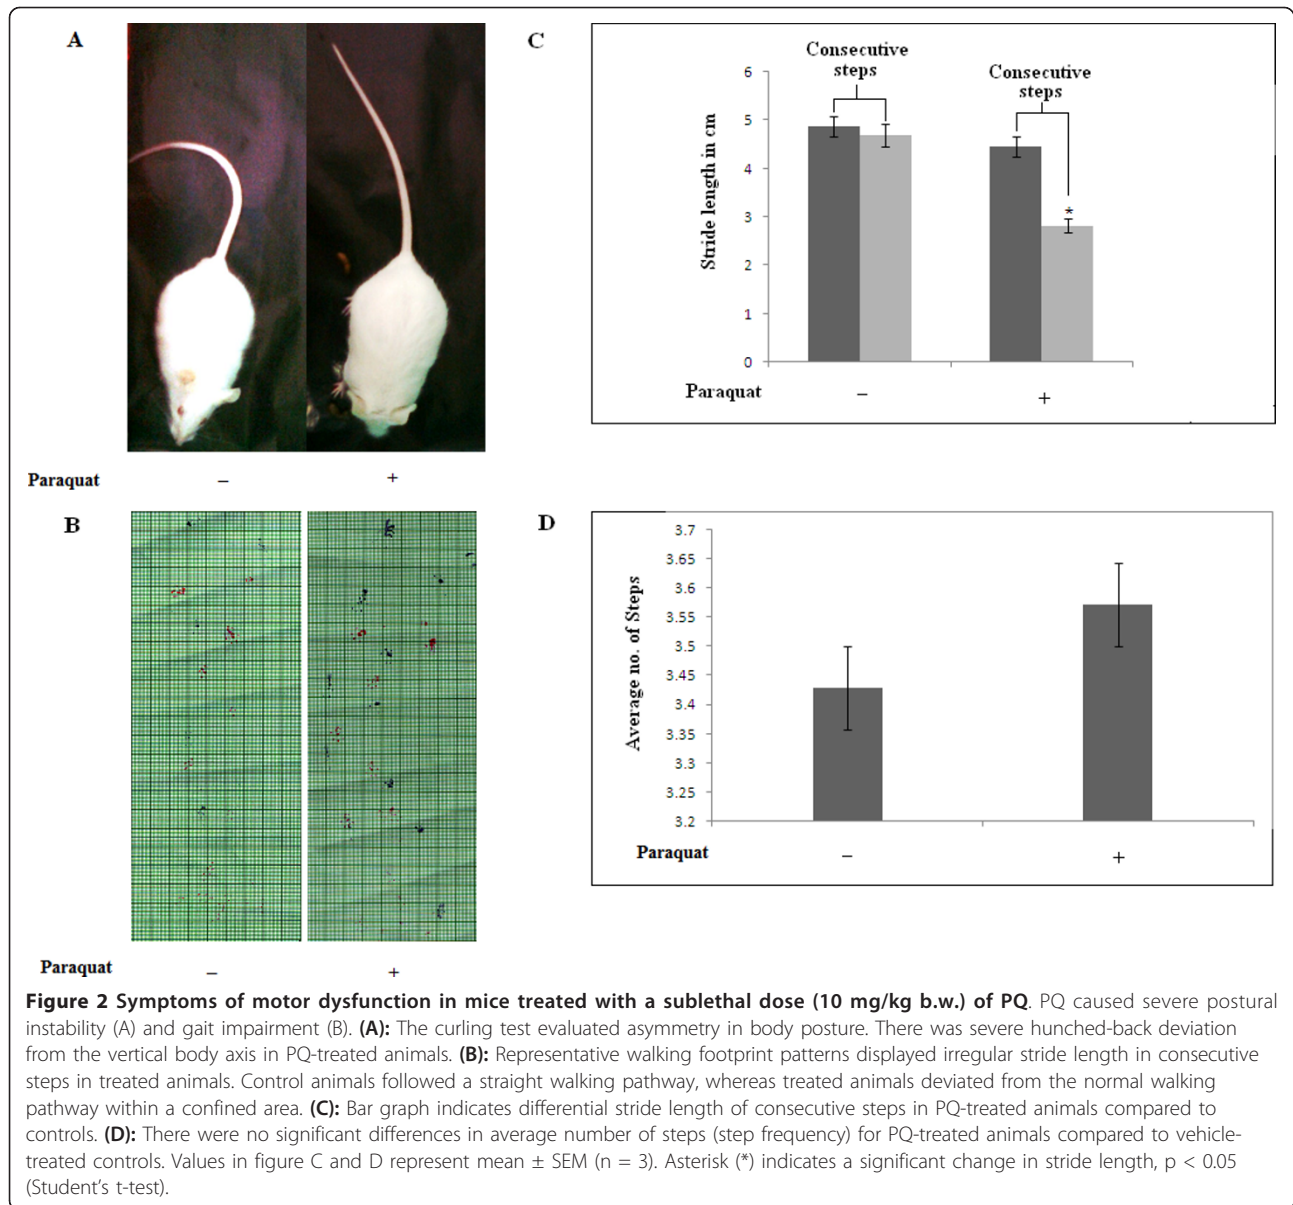 A
Paraquat – +
B
Paraquat – +
C
Consecutive
steps
Consecutive
steps
6
5
4
3
2
1
0
Stride length in cm
*
Paraquat – +
D
3.7
3.65
3.6
3.55
3.5
3.45
3.4
3.35
3.3
3.25
3.2
Average no. of Steps
Paraquat – +
Figure 2 Symptoms of motor dysfunction in mice treated with a sublethal dose (10 mg/kg b.w.) of PQ. PQ caused severe postural
instability (A) and gait impairment (B). (A): The curling test evaluated asymmetry in body posture. There was severe hunched-back deviation
from the vertical body axis in PQ-treated animals. (B): Representative walking footprint patterns displayed irregular stride length in consecutive
steps in treated animals. Control animals followed a straight walking pathway, whereas treated animals deviated from the normal walking
pathway within a confined area. (C): Bar graph indicates differential stride length of consecutive steps in PQ-treated animals compared to
controls. (D): There were no significant differences in average number of steps (step frequency) for PQ-treated animals compared to vehicle-
treated controls. Values in figure C and D represent mean ± SEM (n = 3). Asterisk (*) indicates a significant change in stride length, p < 0.05
(Student's t-test).